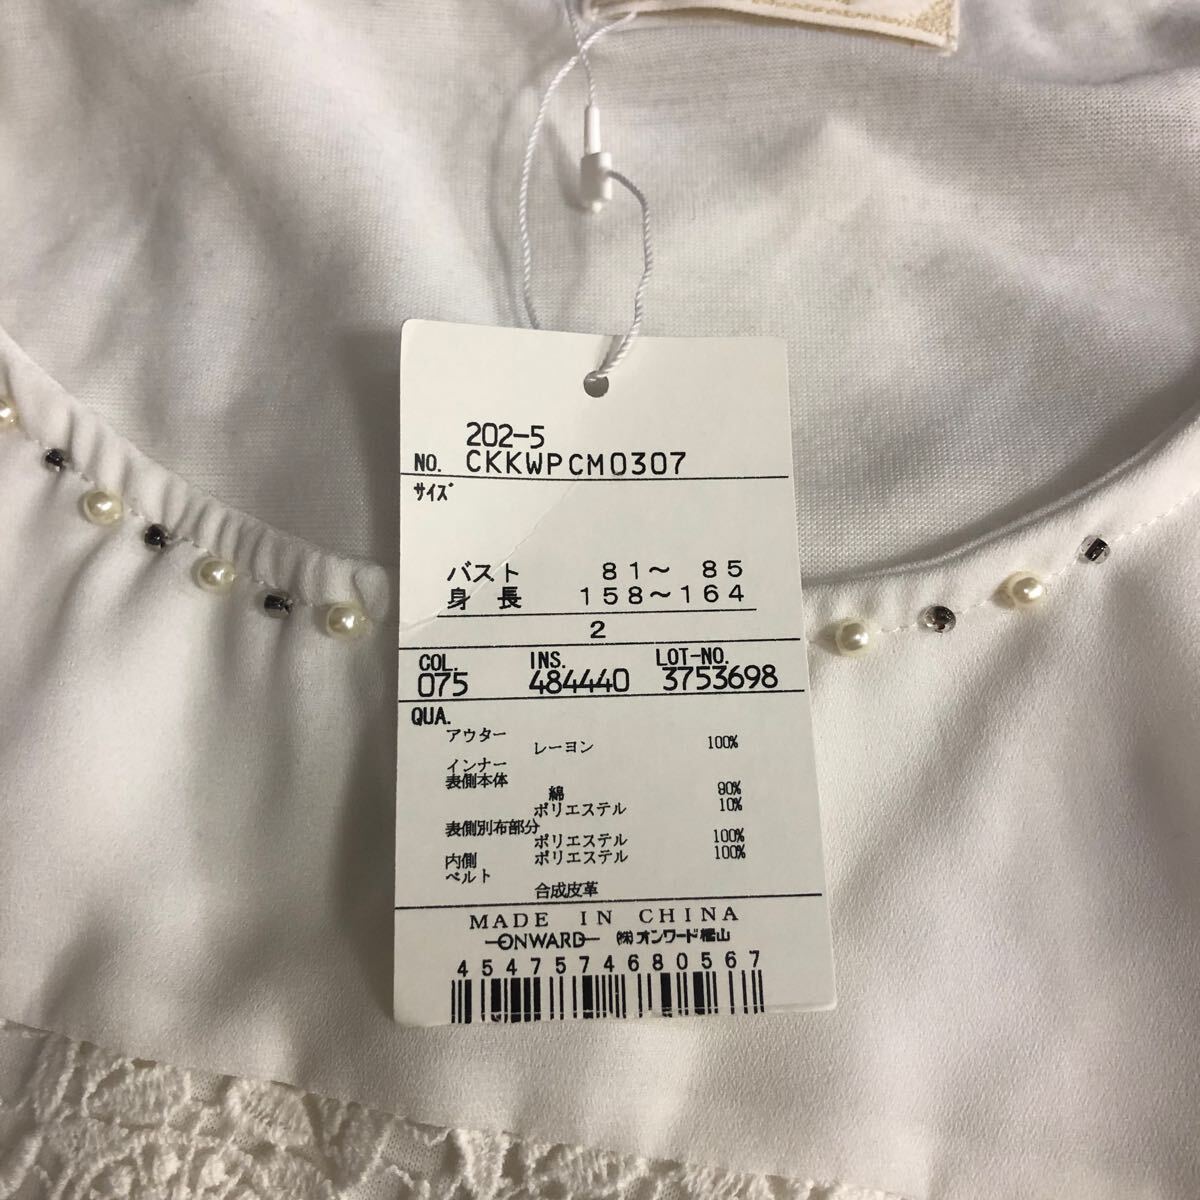 202-5
NO. CKKWPCM0307
サイズ
バスト 81～ 85
身 長 158～164
2
COL. INS. LOT-NO.
075 484440 3753698
QUA.
アウター
レーヨン 100%
インナー
表側本体
綿 90%
ポリエステル 10%
表側別布部分
ポリエステル 100%
内側 ポリエステル 100%
ベルト
合成皮革
MADE IN CHINA
ONWARD ㈱オンワード樫山
4547574680567